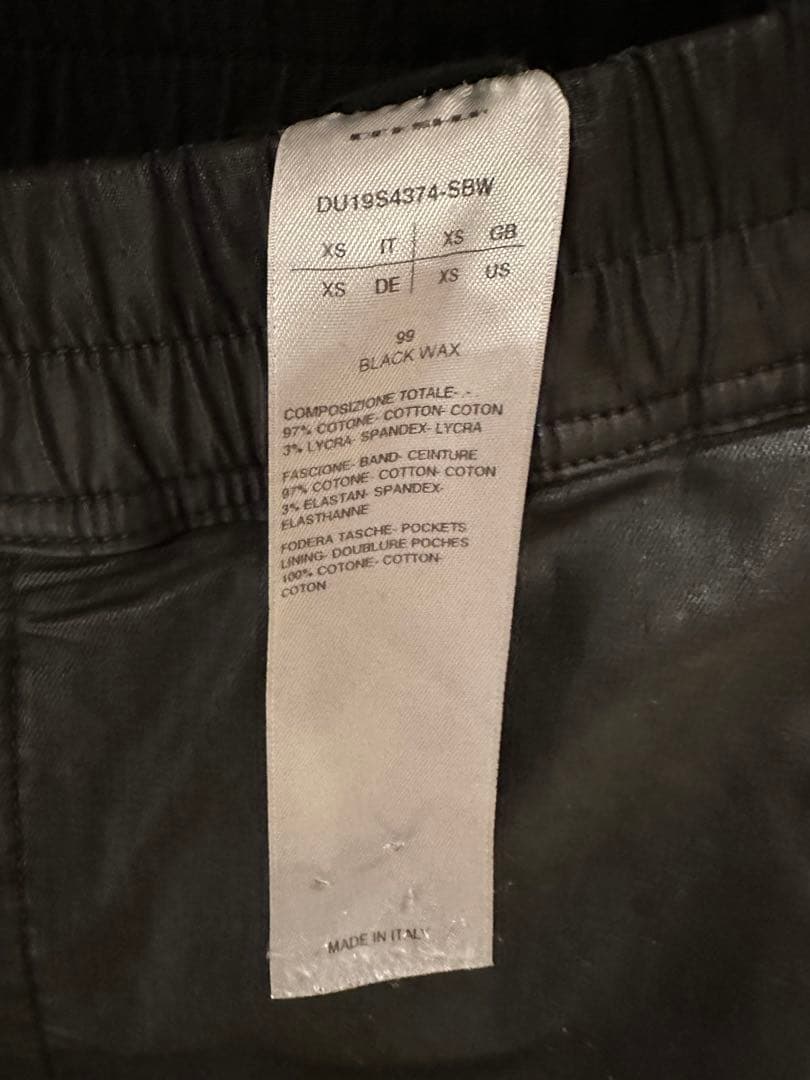 DU19S4374-SBW
XS IT XS GB
XS DE XS US
99
BLACK WAX
COMPOSIZIONE TOTALE- .-
97% COTONE- COTTON- COTON
3% LYCRA- SPANDEX- LYCRA
FASCIONE- BAND- CEINTURE
97% COTONE- COTTON- COTON
3% ELASTAN- SPANDEX-
ELASTHANNE
FODERA TASCHE- POCKETS
LINING- DOUBLURE POCHES
100% COTONE- COTTON-
COTON
MADE IN ITALY